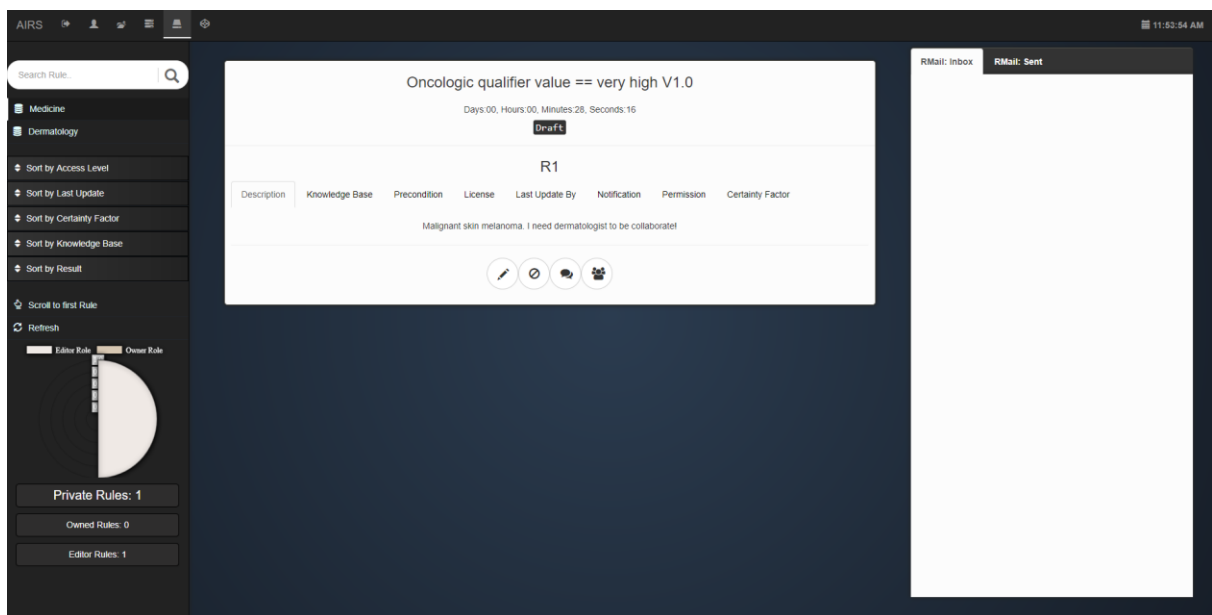 AIRS
11:53:54 AM
Search Rule..
Medicine
Dermatology
Sort by Access Level
Sort by Last Update
Sort by Certainty Factor
Sort by Knowledge Base
Sort by Result
Scroll to first Rule
Refresh
Editor Role Owner Role
Private Rules: 1
Owned Rules: 0
Editor Rules: 1
Oncologic qualifier value == very high V1.0
Days:00, Hours:00, Minutes:28, Seconds:16
Draft
R1
Description Knowledge Base Precondition License Last Update By Notification Permission Certainty Factor
Malignant skin melanoma. I need dermatologist to be collaborate!
RMail: Inbox RMail: Sent